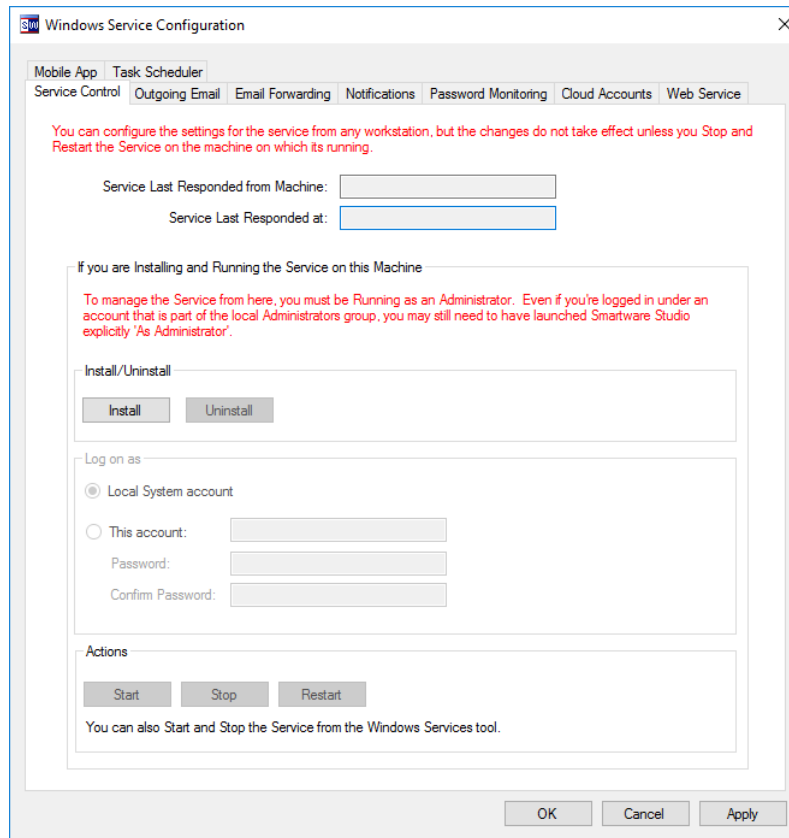 SW Windows Service Configuration
Mobile App Task Scheduler
Service Control Outgoing Email Email Forwarding Notifications Password Monitoring Cloud Accounts Web Service
You can configure the settings for the service from any workstation, but the changes do not take effect unless you Stop and
Restart the Service on the machine on which its running.
Service Last Responded from Machine:
Service Last Responded at:
If you are Installing and Running the Service on this Machine
To manage the Service from here, you must be Running as an Administrator. Even if you're logged in under an
account that is part of the local Administrators group, you may still need to have launched Smartware Studio
explicitly 'As Administrator'.
Install/Uninstall
Install Uninstall
Log on as
Local System account
This account:
Password:
Confirm Password:
Actions
Start Stop Restart
You can also Start and Stop the Service from the Windows Services tool.
OK Cancel Apply